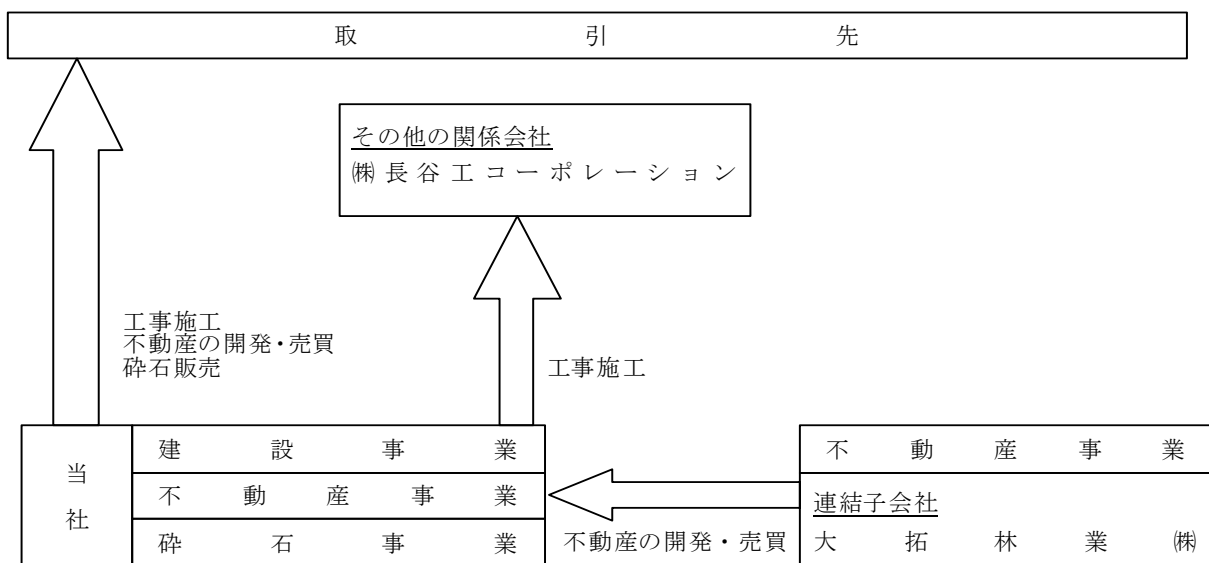 取引先
その他の関係会社
㈱長谷工コーポレーション
工事施工
不動産の開発・売買
砕石販売
工事施工
当社
建設事業
不動産事業
砕石事業
不動産の開発・売買
不動産事業
連結子会社
大拓林業㈱